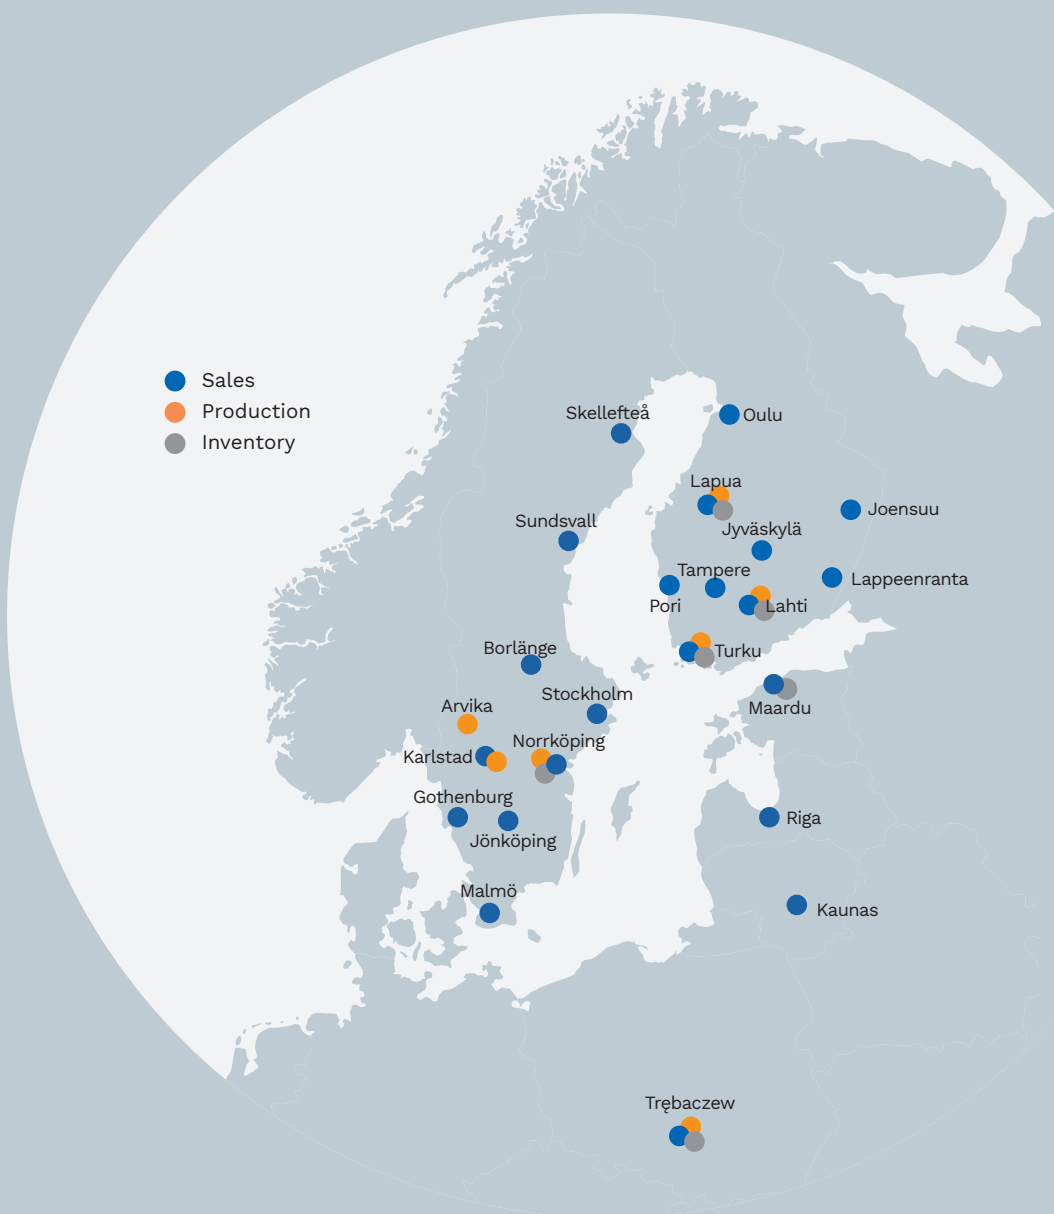 Sales
Production
Inventory
Skellefteå
Oulu
Lapua
Joensuu
Sundsvall
Jyväskylä
Tampere
Lappeenranta
Pori
Lahti
Borlänge
Turku
Stockholm
Arvika
Maardu
Norrköping
Karlstad
Gothenburg
Riga
Jönköping
Malmö
Kaunas
Trębaczew